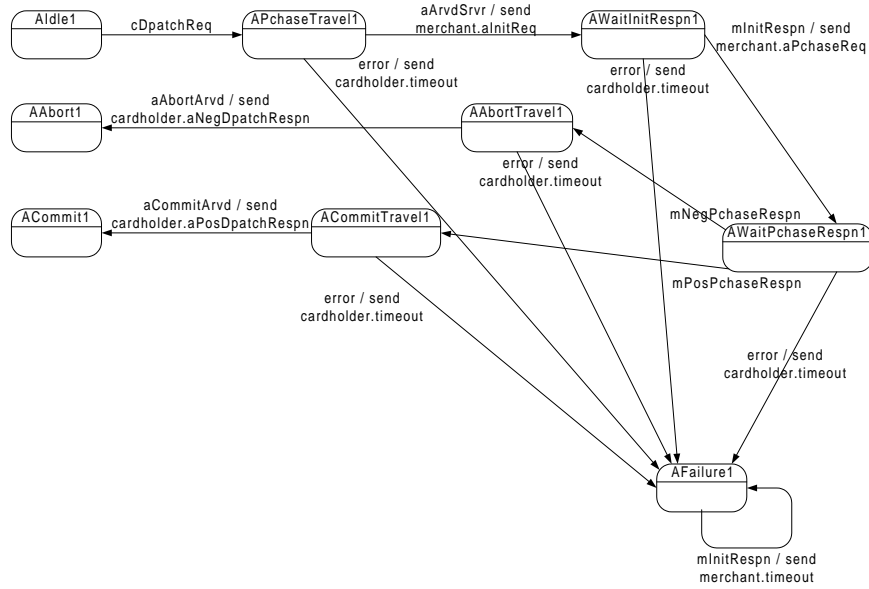 AIdle1
cDpatchReq
APchaseTravel1
aArvdSrvr / send
merchant.aInitReq
AWaitInitRespn1
mInitRespn / send
merchant.aPchaseReq
error / send
cardholder.timeout
error / send
cardholder.timeout
AAbort1
aAbortArvd / send
cardholder.aNegDpatchRespn
AAbortTravel1
error / send
cardholder.timeout
ACommit1
aCommitArvd / send
cardholder.aPosDpatchRespn
ACommitTravel1
mNegPchaseRespn
AWaitPchaseRespn1
mPosPchaseRespn
error / send
cardholder.timeout
error / send
cardholder.timeout
AFailure1
mInitRespn / send
merchant.timeout